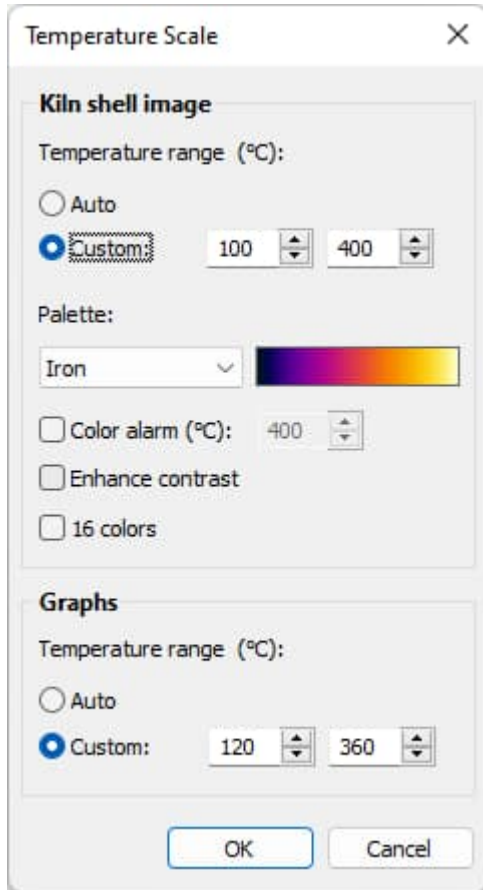 Temperature Scale
Kiln shell image
Temperature range (°C):
Auto
Custom: 100 400
Palette:
Iron
Color alarm (°C): 400
Enhance contrast
16 colors
Graphs
Temperature range (°C):
Auto
Custom: 120 360
OK Cancel